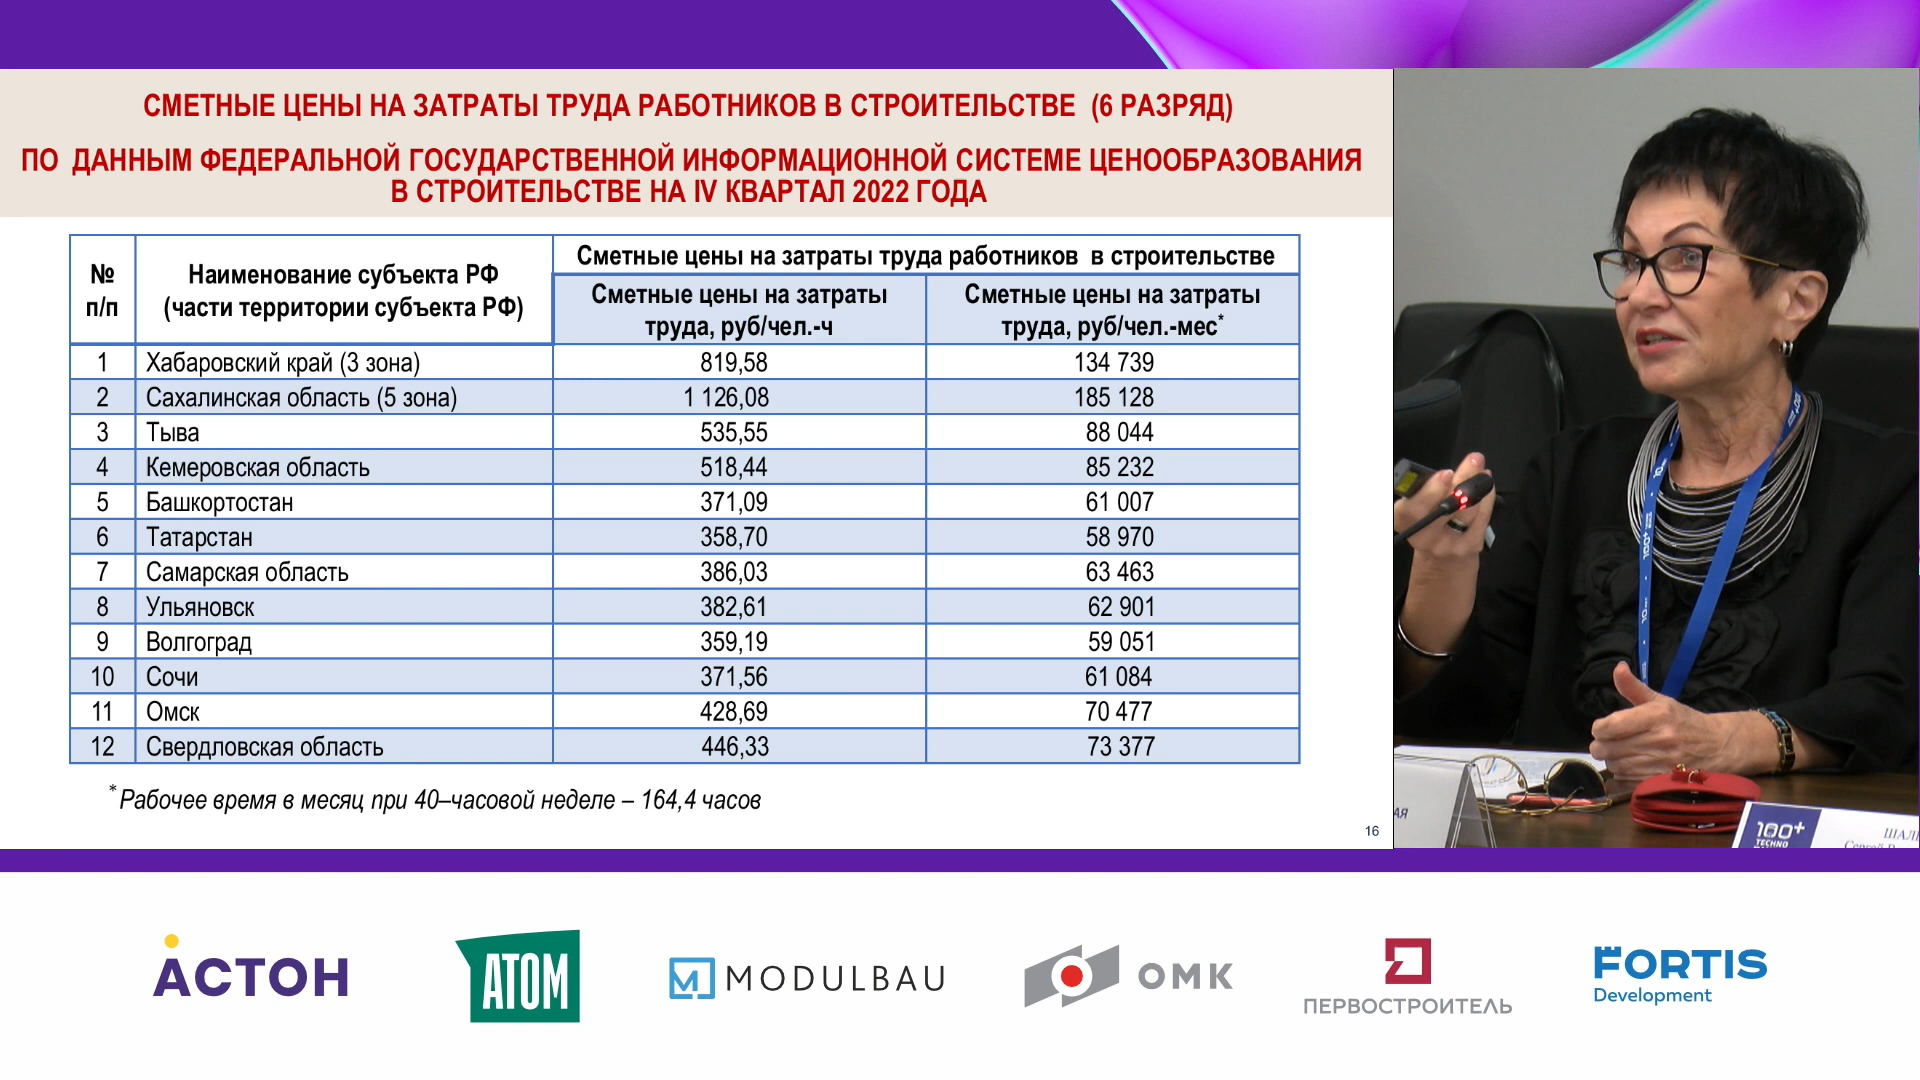 СМЕТНЫЕ ЦЕНЫ НА ЗАТРАТЫ ТРУДА РАБОТНИКОВ В СТРОИТЕЛЬСТВЕ (6 РАЗРЯД)
ПО ДАННЫМ ФЕДЕРАЛЬНОЙ ГОСУДАРСТВЕННОЙ ИНФОРМАЦИОННОЙ СИСТЕМЕ ЦЕНООБРАЗОВАНИЯ
В СТРОИТЕЛЬСТВЕ НА IV КВАРТАЛ 2022 ГОДА
№ п/п
Наименование субъекта РФ
(части территории субъекта РФ)
Сметные цены на затраты труда работников в строительстве
Сметные цены на затраты
труда, руб/чел.-ч
Сметные цены на затраты
труда, руб/чел.-мес*
1 Хабаровский край (3 зона) 819,58 134 739
2 Сахалинская область (5 зона) 1 126,08 185 128
3 Тыва 535,55 88 044
4 Кемеровская область 518,44 85 232
5 Башкортостан 371,09 61 007
6 Татарстан 358,70 58 970
7 Самарская область 386,03 63 463
8 Ульяновск 382,61 62 901
9 Волгоград 359,19 59 051
10 Сочи 371,56 61 084
11 Омск 428,69 70 477
12 Свердловская область 446,33 73 377
*Рабочее время в месяц при 40–часовой неделе – 164,4 часов
16
100+
TECHNO
АСТОН
АТОМ
MODULBAU
ОМК
ПЕРВОСТРОИТЕЛЬ
FORTIS
Development